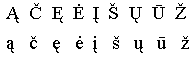 Ą Č Ę Ė Į Š Ų Ū Ž
ą č ę ė į š ų ū ž